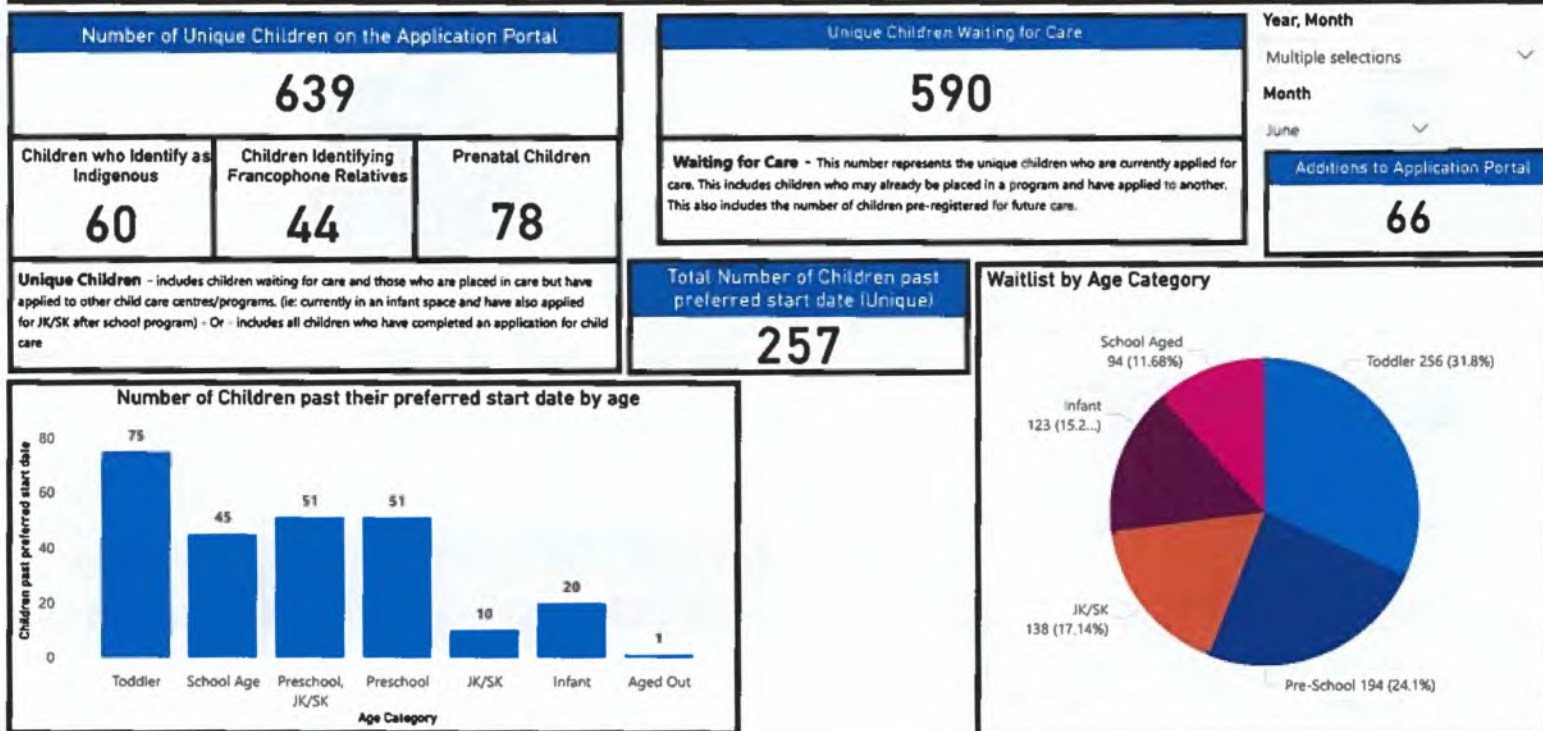 Number of Unique Children on the Application Portal
639
Children who Identify as
Indigenous
60
Children Identifying
Francophone Relatives
44
Prenatal Children
78
Unique Children - includes children waiting for care and those who are placed in care but have
applied to other child care centres/programs. (ie: currently in an infant space and have also applied
for JK/SK after school program) - Or - includes all children who have completed an application for child
care
Unique Children Waiting for Care
590
Waiting for Care - This number represents the unique children who are currently applied for
care. This includes children who may already be placed in a program and have applied to another.
This also includes the number of children pre-registered for future care.
Year, Month
Multiple selections
Month
June
Additions to Application Portal
66
Total Number of Children past
preferred start date (Unique)
257
Number of Children past their preferred start date by age
Children past preferred start date
80
60
40
20
0
75
45
51
51
10
20
1
Toddler
School Age
Preschool,
JK/SK
Preschool
JK/SK
Infant
Aged Out
Age Category
Waitlist by Age Category
School Aged
94 (11.68%)
Toddler 256 (31.8%)
Infant
123 (15.2...)
JK/SK
138 (17.14%)
Pre-School 194 (24.1%)